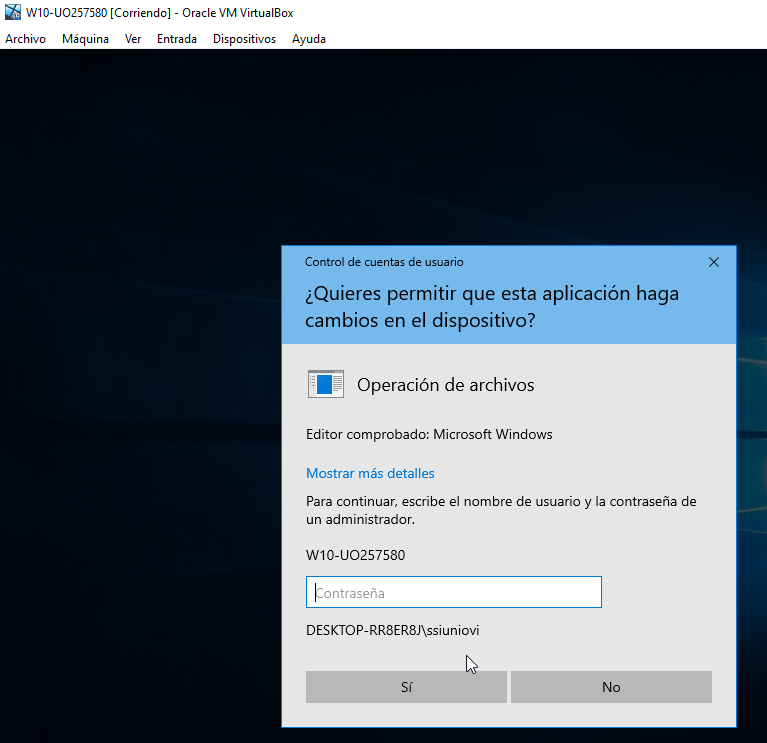 W10-UO257580 [Corriendo] - Oracle VM VirtualBox
Archivo Máquina Ver Entrada Dispositivos Ayuda
Control de cuentas de usuario
¿Quieres permitir que esta aplicación haga
cambios en el dispositivo?
Operación de archivos
Editor comprobado: Microsoft Windows
Mostrar más detalles
Para continuar, escribe el nombre de usuario y la contraseña de
un administrador.
W10-UO257580
Contraseña
DESKTOP-RR8ER8J\ssiuniovi
Sí No